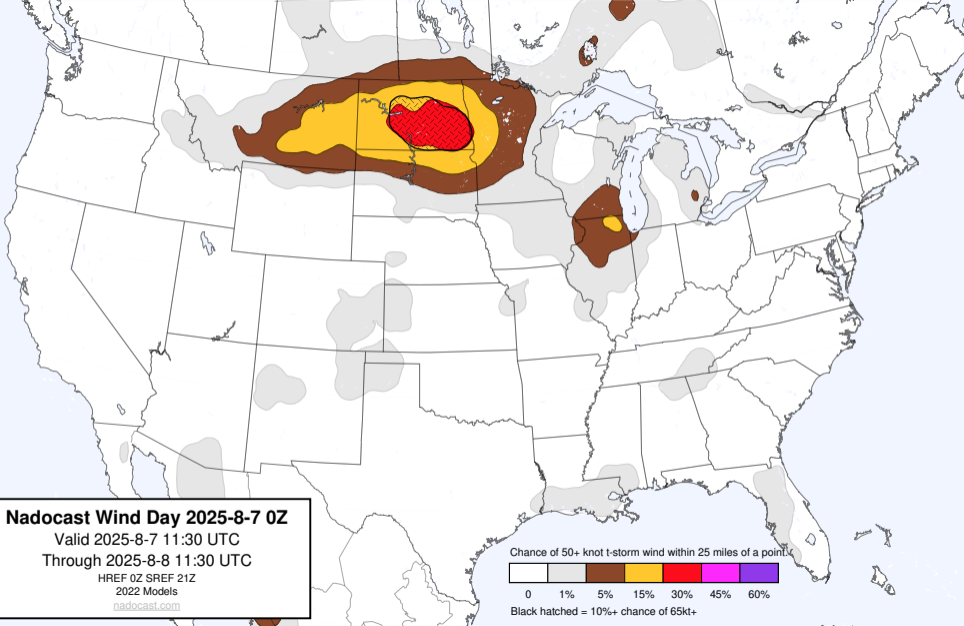 Nadocast Wind Day 2025-8-7 0Z
Valid 2025-8-7 11:30 UTC
Through 2025-8-8 11:30 UTC
HREF 0Z SREF 21Z
2022 Models
nadocast.com
Chance of 50+ knot t-storm wind within 25 miles of a point.
0 1% 5% 15% 30% 45% 60%
Black hatched = 10%+ chance of 65kt+